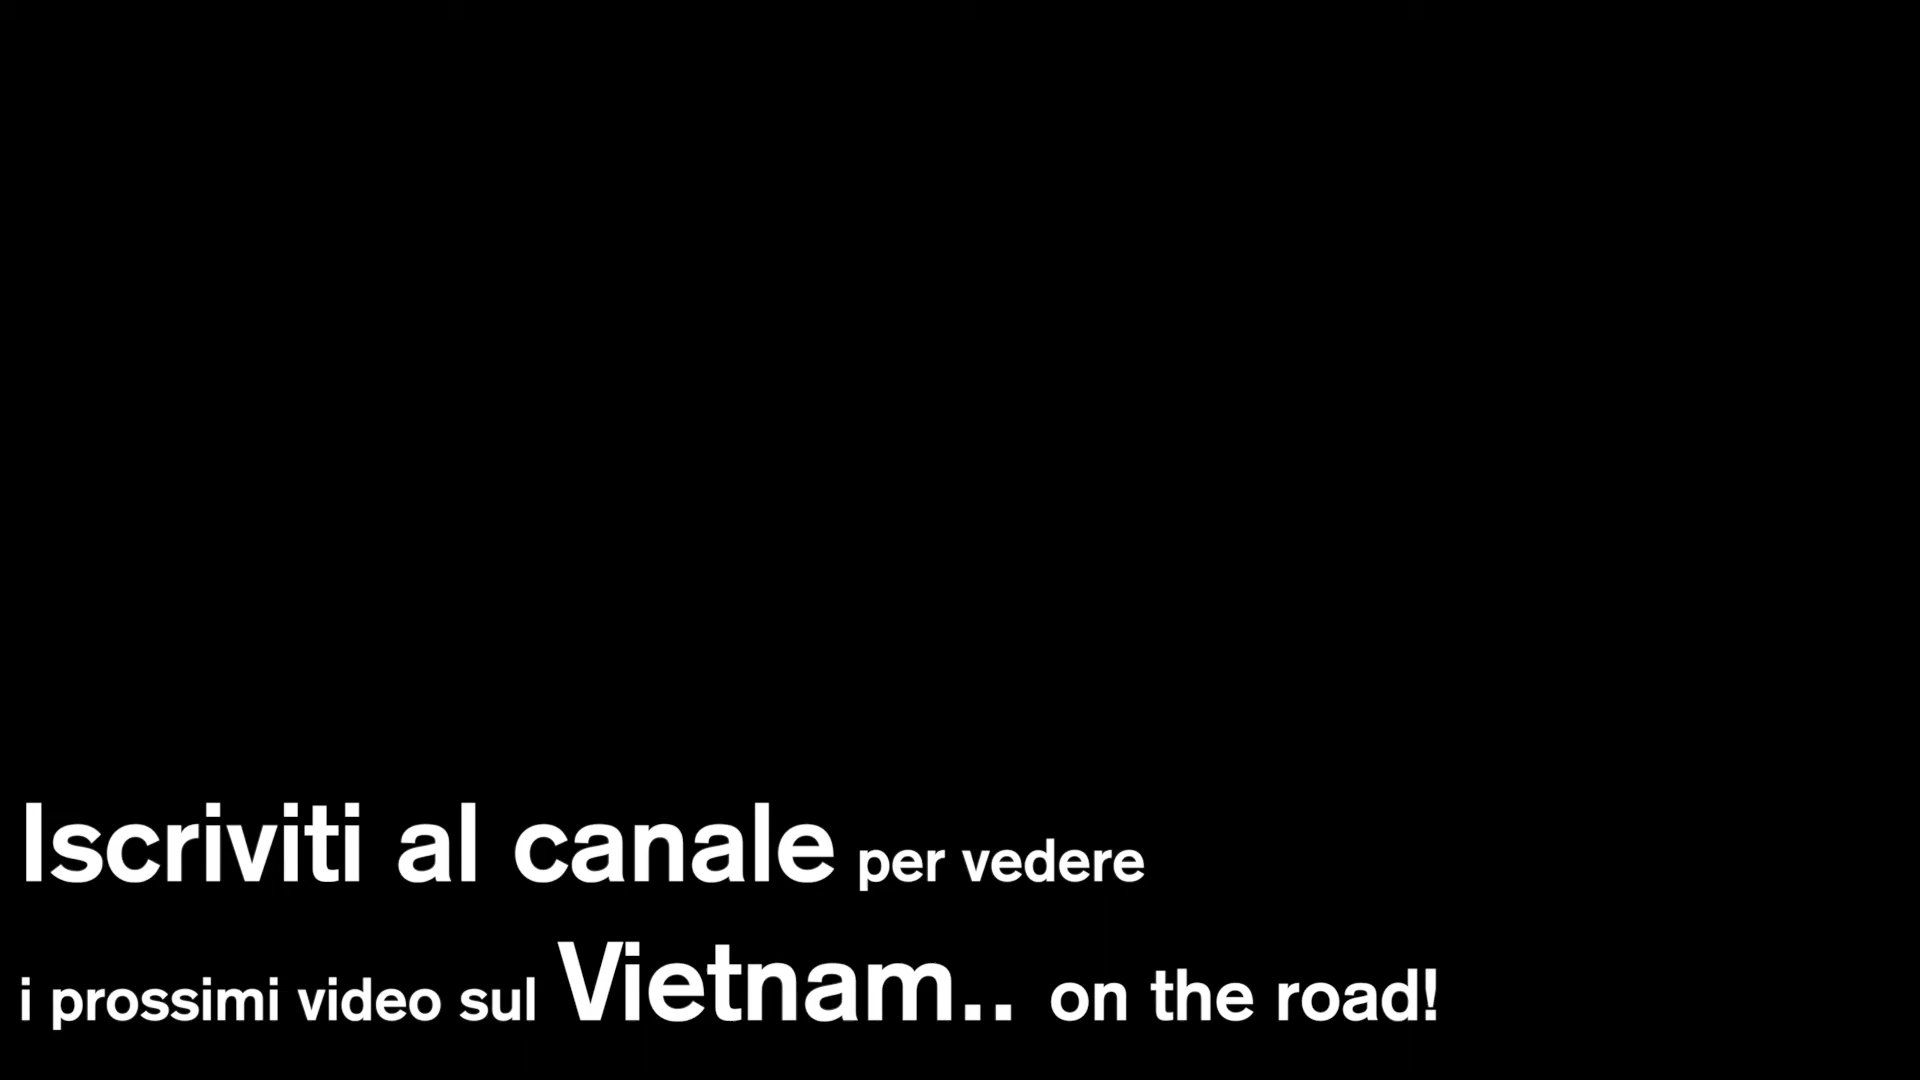 Iscriviti al canale per vedere
i prossimi video sul Vietnam.. on the road!